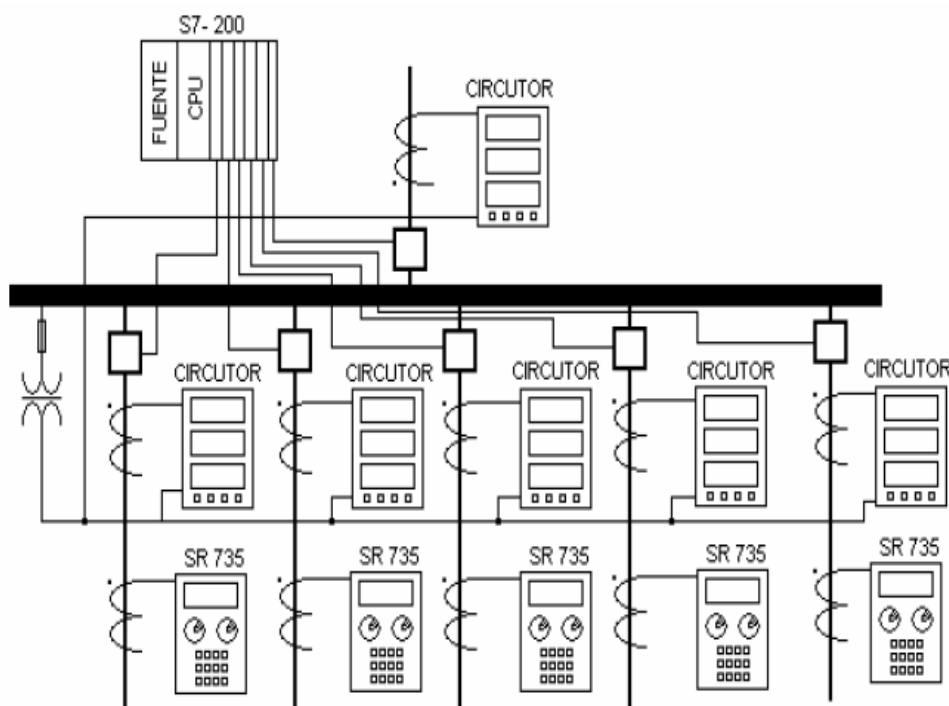 S7- 200
FUENTE
CPU
CIRCUTOR
CIRCUTOR
CIRCUTOR
CIRCUTOR
CIRCUTOR
CIRCUTOR
SR 735
SR 735
SR 735
SR 735
SR 735